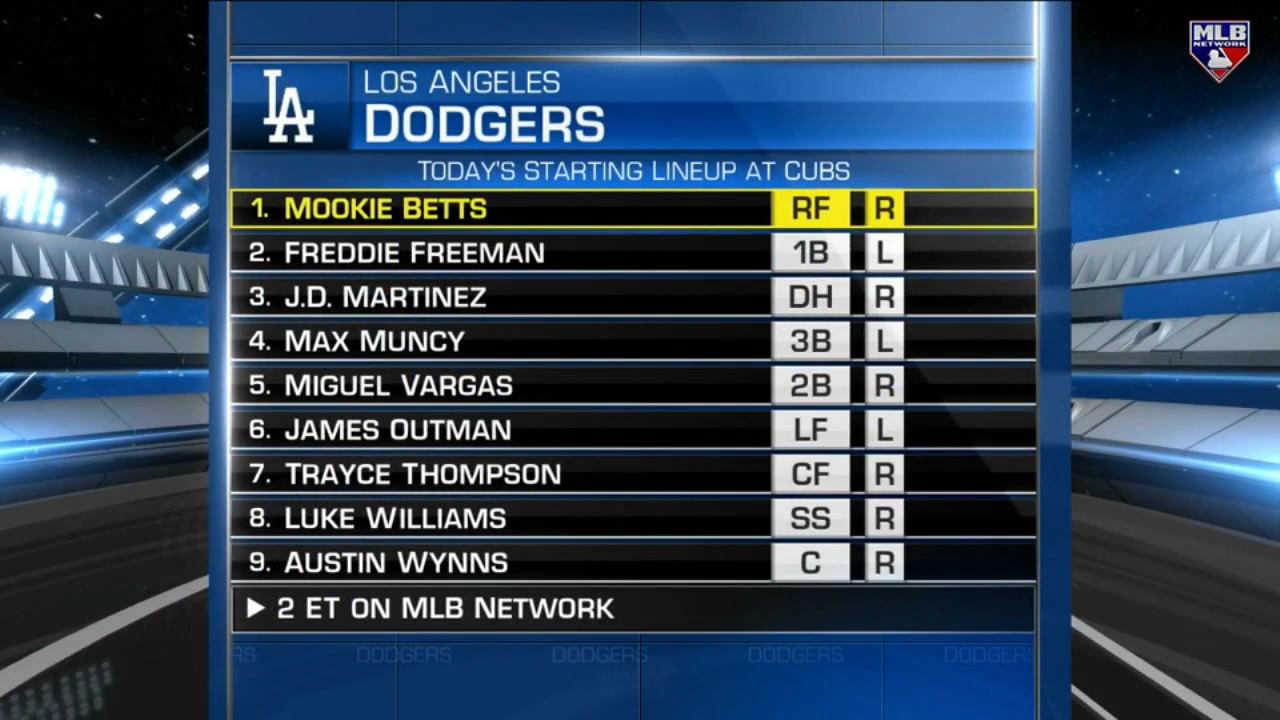 MLB
NETWORK
LA
LOS ANGELES
DODGERS
TODAY'S STARTING LINEUP AT CUBS
1. MOOKIE BETTS RF R
2. FREDDIE FREEMAN 1B L
3. J.D. MARTINEZ DH R
4. MAX MUNCY 3B L
5. MIGUEL VARGAS 2B R
6. JAMES OUTMAN LF L
7. TRAYCE THOMPSON CF R
8. LUKE WILLIAMS SS R
9. AUSTIN WYNNS C R
▶ 2 ET ON MLB NETWORK
RS DODGERS DODGERS DODGERS DODGERS